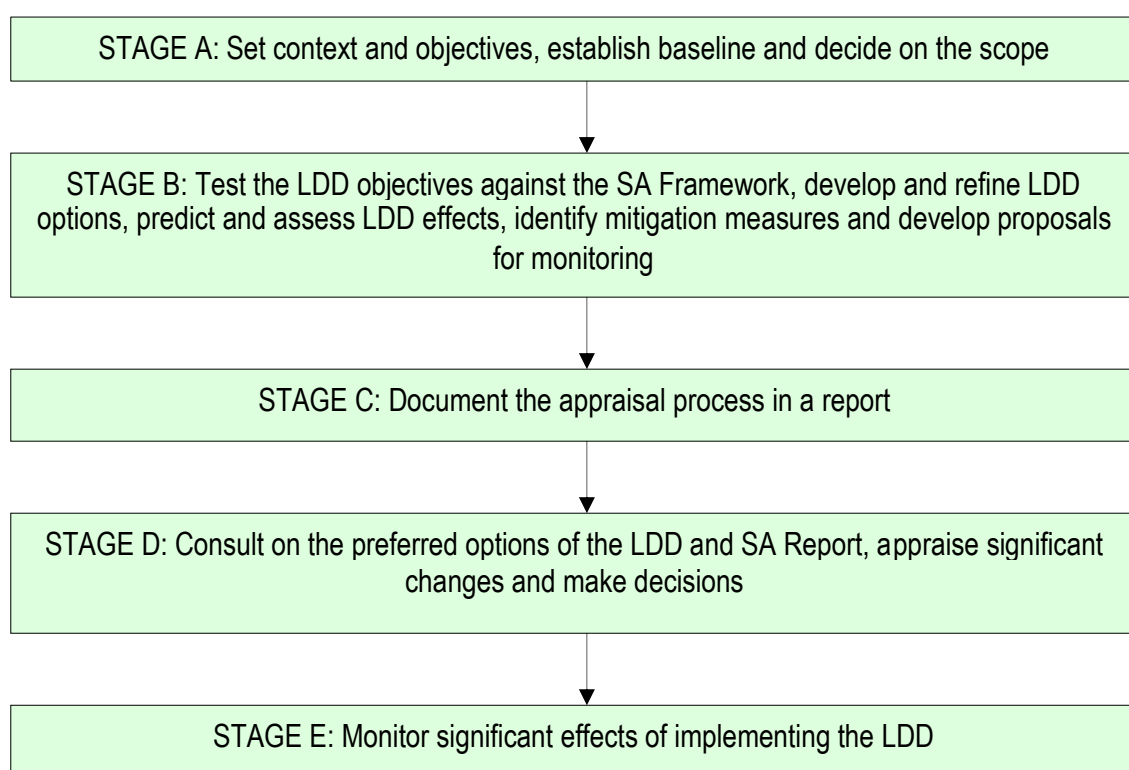 STAGE A: Set context and objectives, establish baseline and decide on the scope
STAGE B: Test the LDD objectives against the SA Framework, develop and refine LDD
options, predict and assess LDD effects, identify mitigation measures and develop proposals
for monitoring
STAGE C: Document the appraisal process in a report
STAGE D: Consult on the preferred options of the LDD and SA Report, appraise significant
changes and make decisions
STAGE E: Monitor significant effects of implementing the LDD